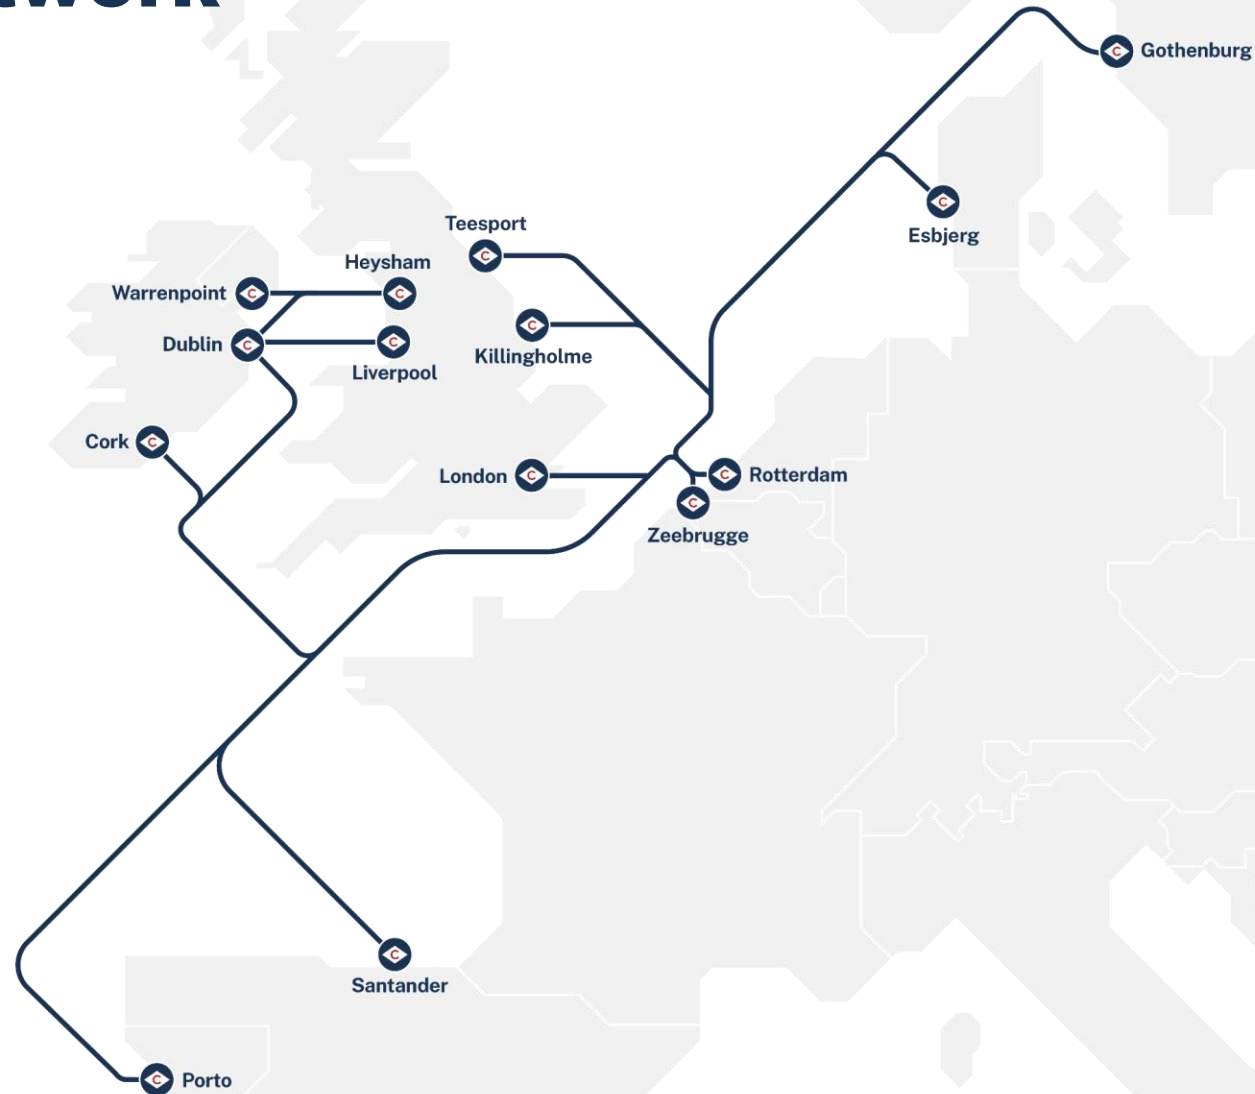 Gothenburg
Esbjerg
Teesport
Heysham
Warrenpoint
Killingholme
Dublin
Liverpool
Cork
London
Rotterdam
Zeebrugge
Santander
Porto